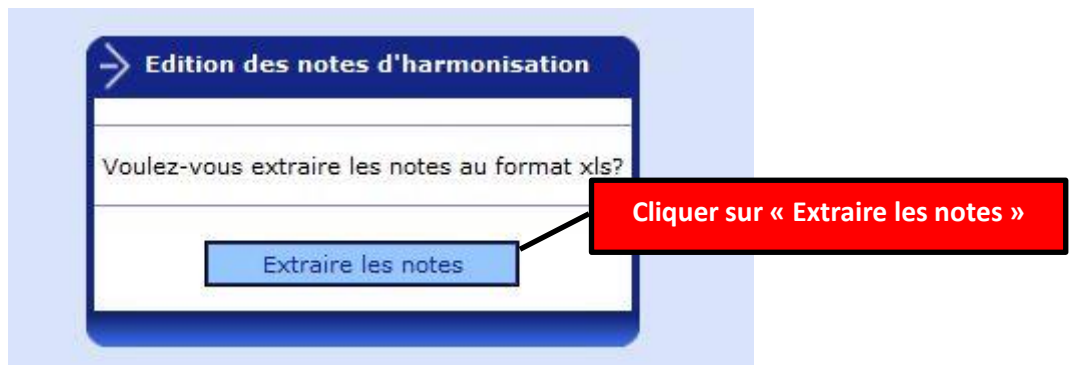 Edition des notes d'harmonisation
Voulez-vous extraire les notes au format xls?
Cliquer sur « Extraire les notes »
Extraire les notes